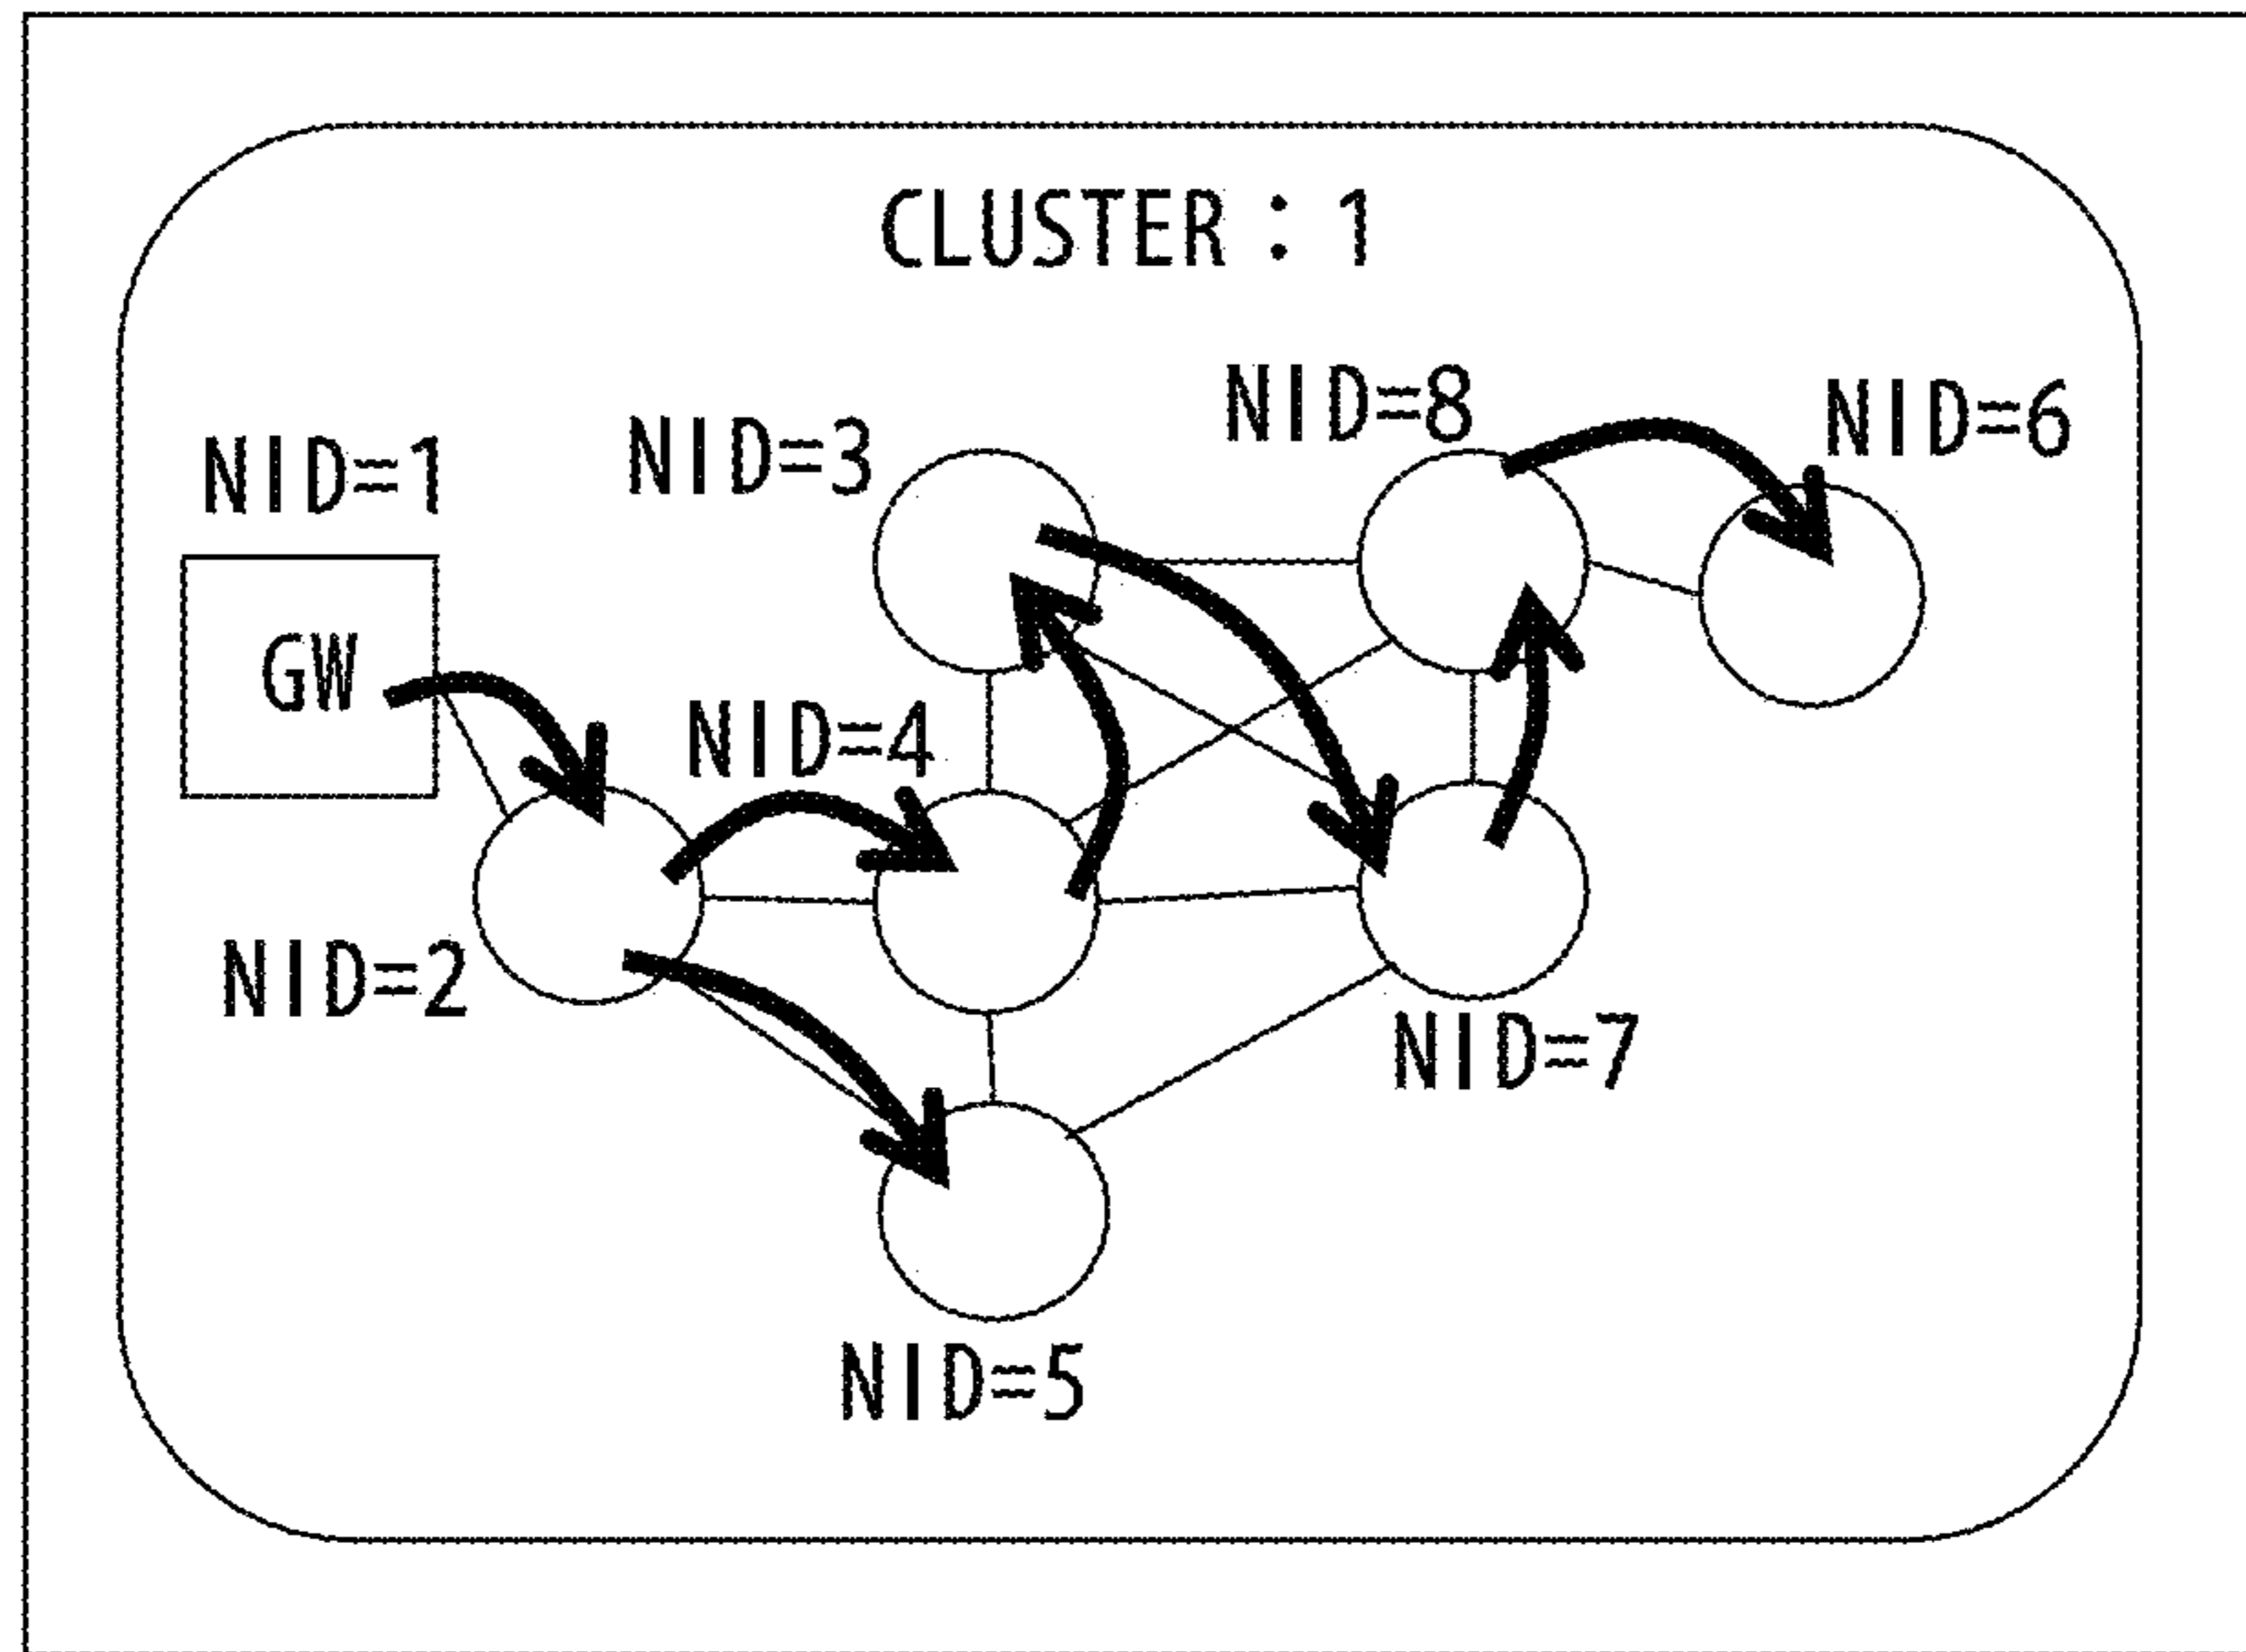 CLUSTER : 1
NID=8
NID=6
NID=3
NID=1
GW
NID=4
NID=2
NID=7
NID=5